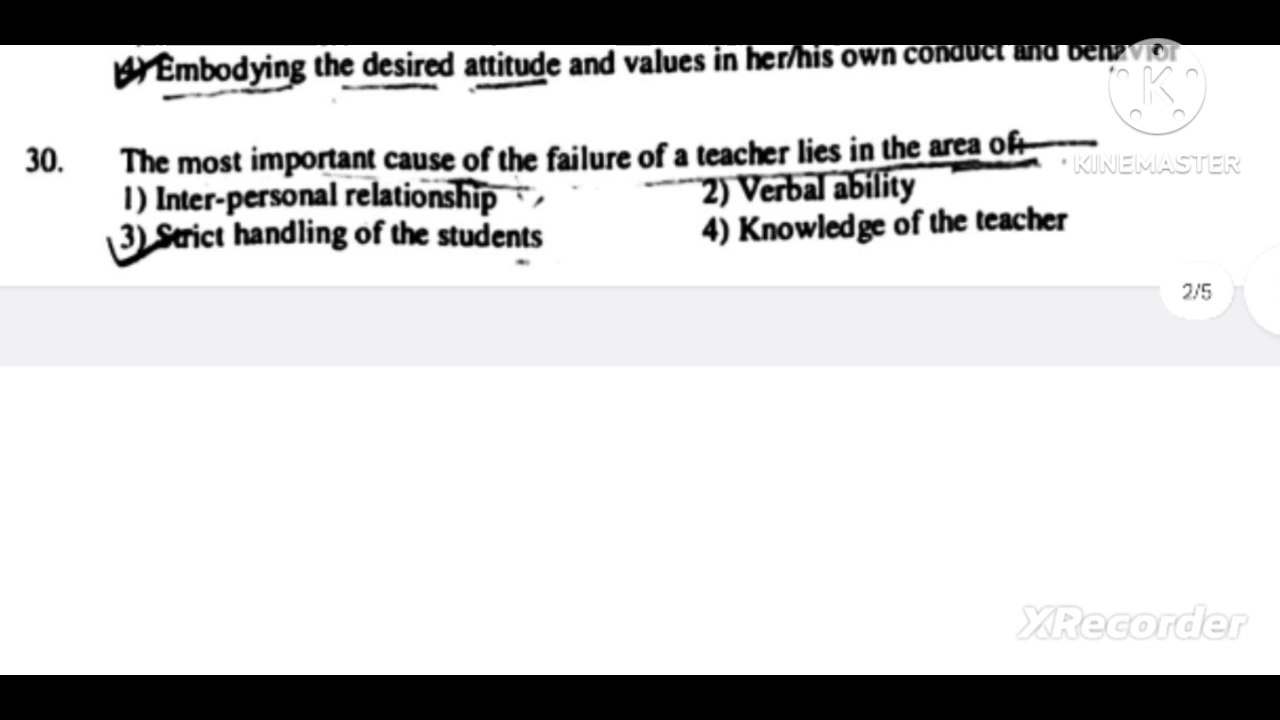 4) Embodying the desired attitude and values in her/his own conduct and behavior
30. The most important cause of the failure of a teacher lies in the area of:
1) Inter-personal relationship 2) Verbal ability
3) Strict handling of the students 4) Knowledge of the teacher
K
KINEMASTER
2/5
XRecorder